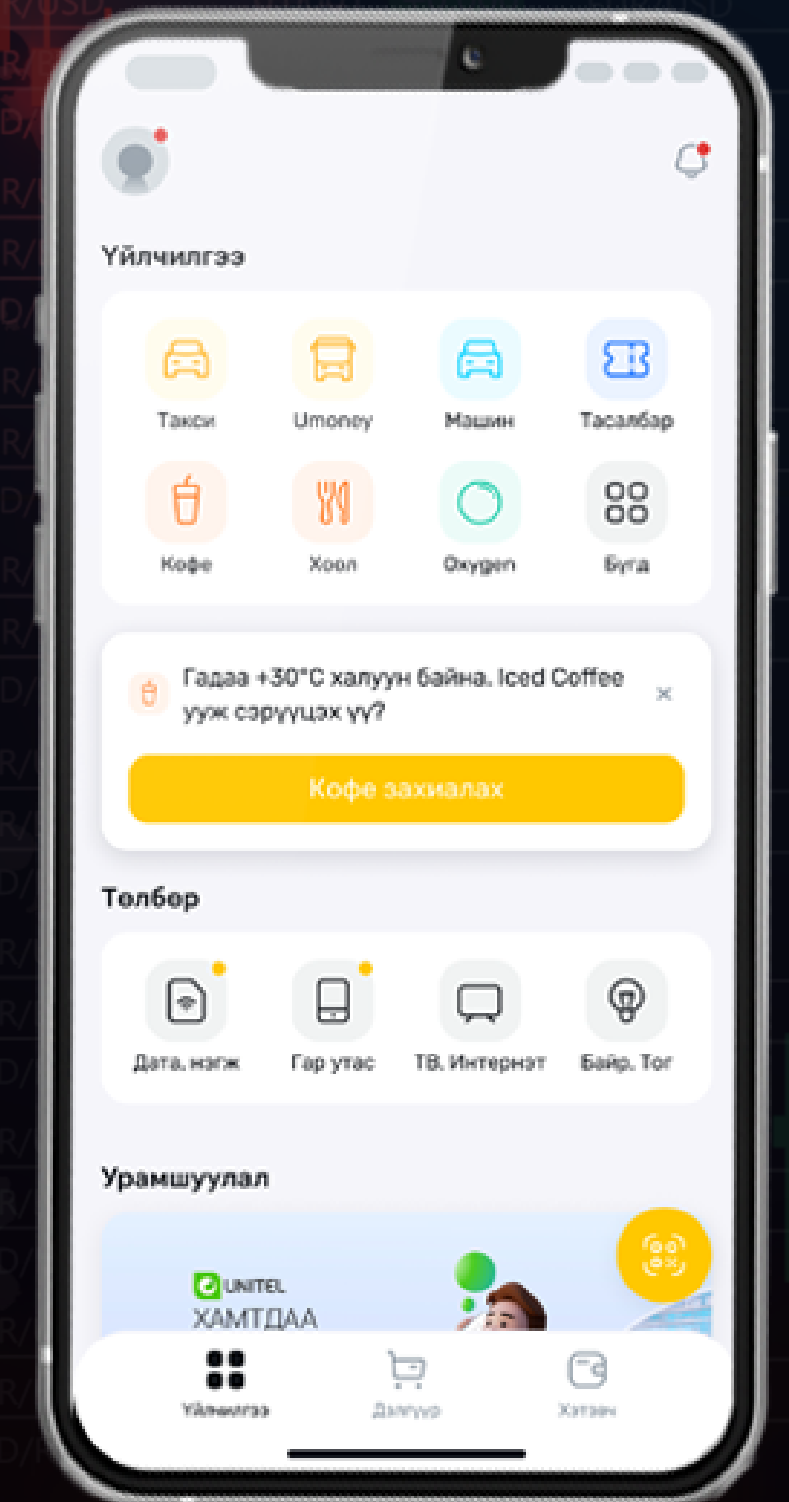 Үйлчилгээ
Такси
Umoney
Машин
Тасалбар
Кофе
Хоол
Oxygen
Бүгд
Гадаа +30°C халуун байна. Iced Coffee
ууж сэрүүцэх үү?
Кофе захиалах
Төлбөр
Дата, нэгж
Гар утас
ТВ, Интернэт
Байр, Тог
Урамшуулал
UNITEL
ХАМТДАА
Үйлчилгээ
Дэлгүүр
Хэтэвч